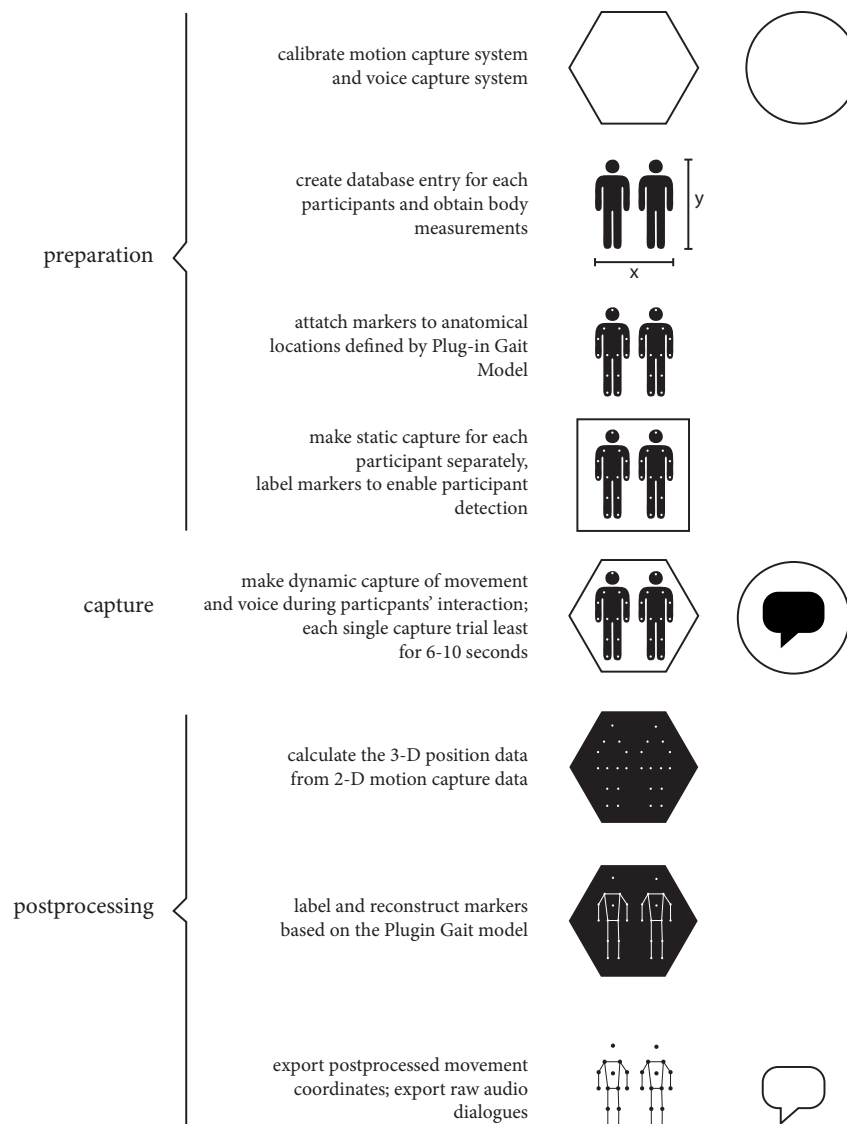 calibrate motion capture system
and voice capture system
create database entry for each
participants and obtain body
measurements
y
x
preparation
attatch markers to anatomical
locations defined by Plug-in Gait
Model
make static capture for each
participant separately,
label markers to enable participant
detection
capture
make dynamic capture of movement
and voice during particpants' interaction;
each single capture trial least
for 6-10 seconds
calculate the 3-D position data
from 2-D motion capture data
postprocessing
label and reconstruct markers
based on the Plugin Gait model
export postprocessed movement
coordinates; export raw audio
dialogues